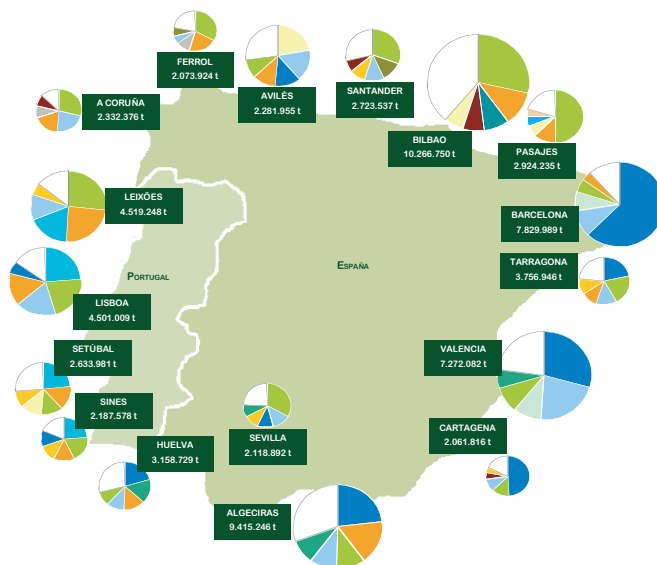 FERROL
2.073.924 t
AVILÉS
2.281.955 t
SANTANDER
2.723.537 t
A CORUÑA
2.332.376 t
BILBAO
10.266.750 t
PASAJES
2.924.235 t
LEIXÕES
4.519.248 t
BARCELONA
7.829.989 t
TARRAGONA
3.756.946 t
ESPAÑA
PORTUGAL
LISBOA
4.501.009 t
SETÚBAL
2.633.981 t
VALENCIA
7.272.082 t
SINES
2.187.578 t
HUELVA
3.158.729 t
SEVILLA
2.118.892 t
CARTAGENA
2.061.816 t
ALGECIRAS
9.415.246 t